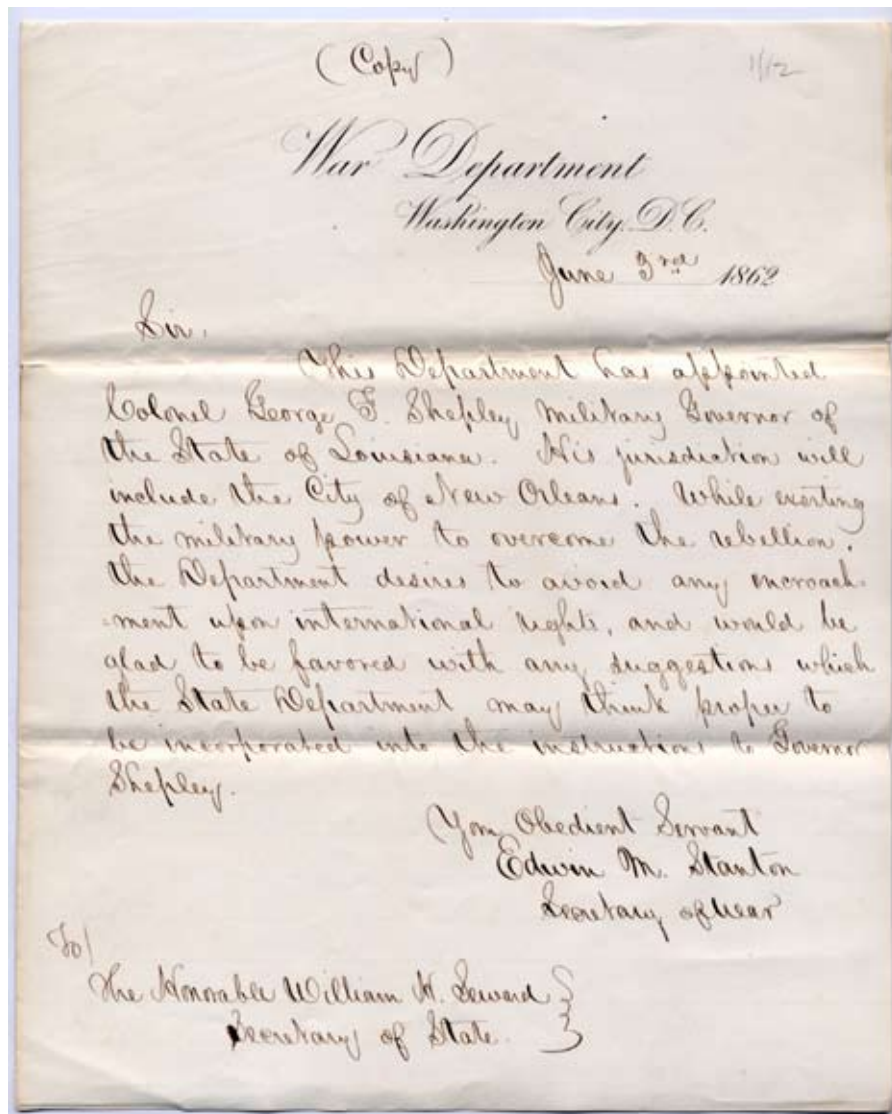 (Copy)
1/12
War Department
Washington City, D.C.
June 3rd 1862
Sir.
This Department has appointed
Colonel George F. Shepley Military Governor of
the State of Louisiana. His jurisdiction will
include the City of New Orleans. While exerting
the military power to overcome the rebellion,
the Department desires to avoid any encroach-
-ment upon international rights, and would be
glad to be favored with any suggestions which
the State Department may think proper to
be incorporated into the instructions to Governor
Shepley.
Your Obedient Servant
Edwin M. Stanton
Secretary of War
To/
The Honorable William H. Seward
Secretary of State.